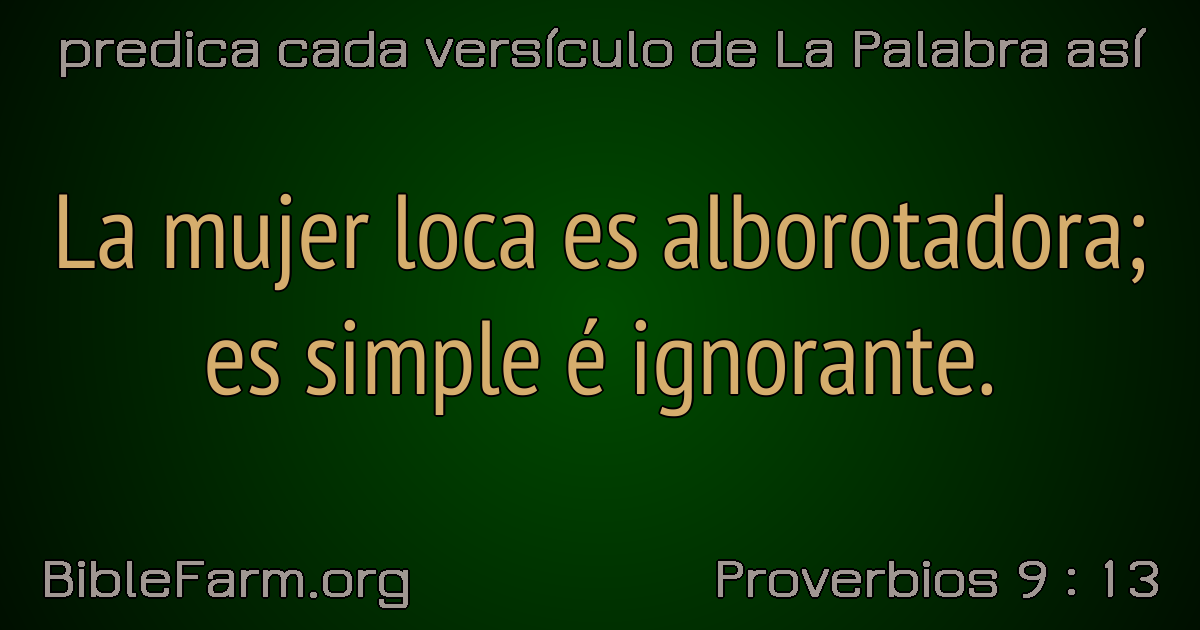 predica cada versículo de La Palabra así
La mujer loca es alborotadora;
es simple é ignorante.
BibleFarm.org
Proverbios 9 : 13